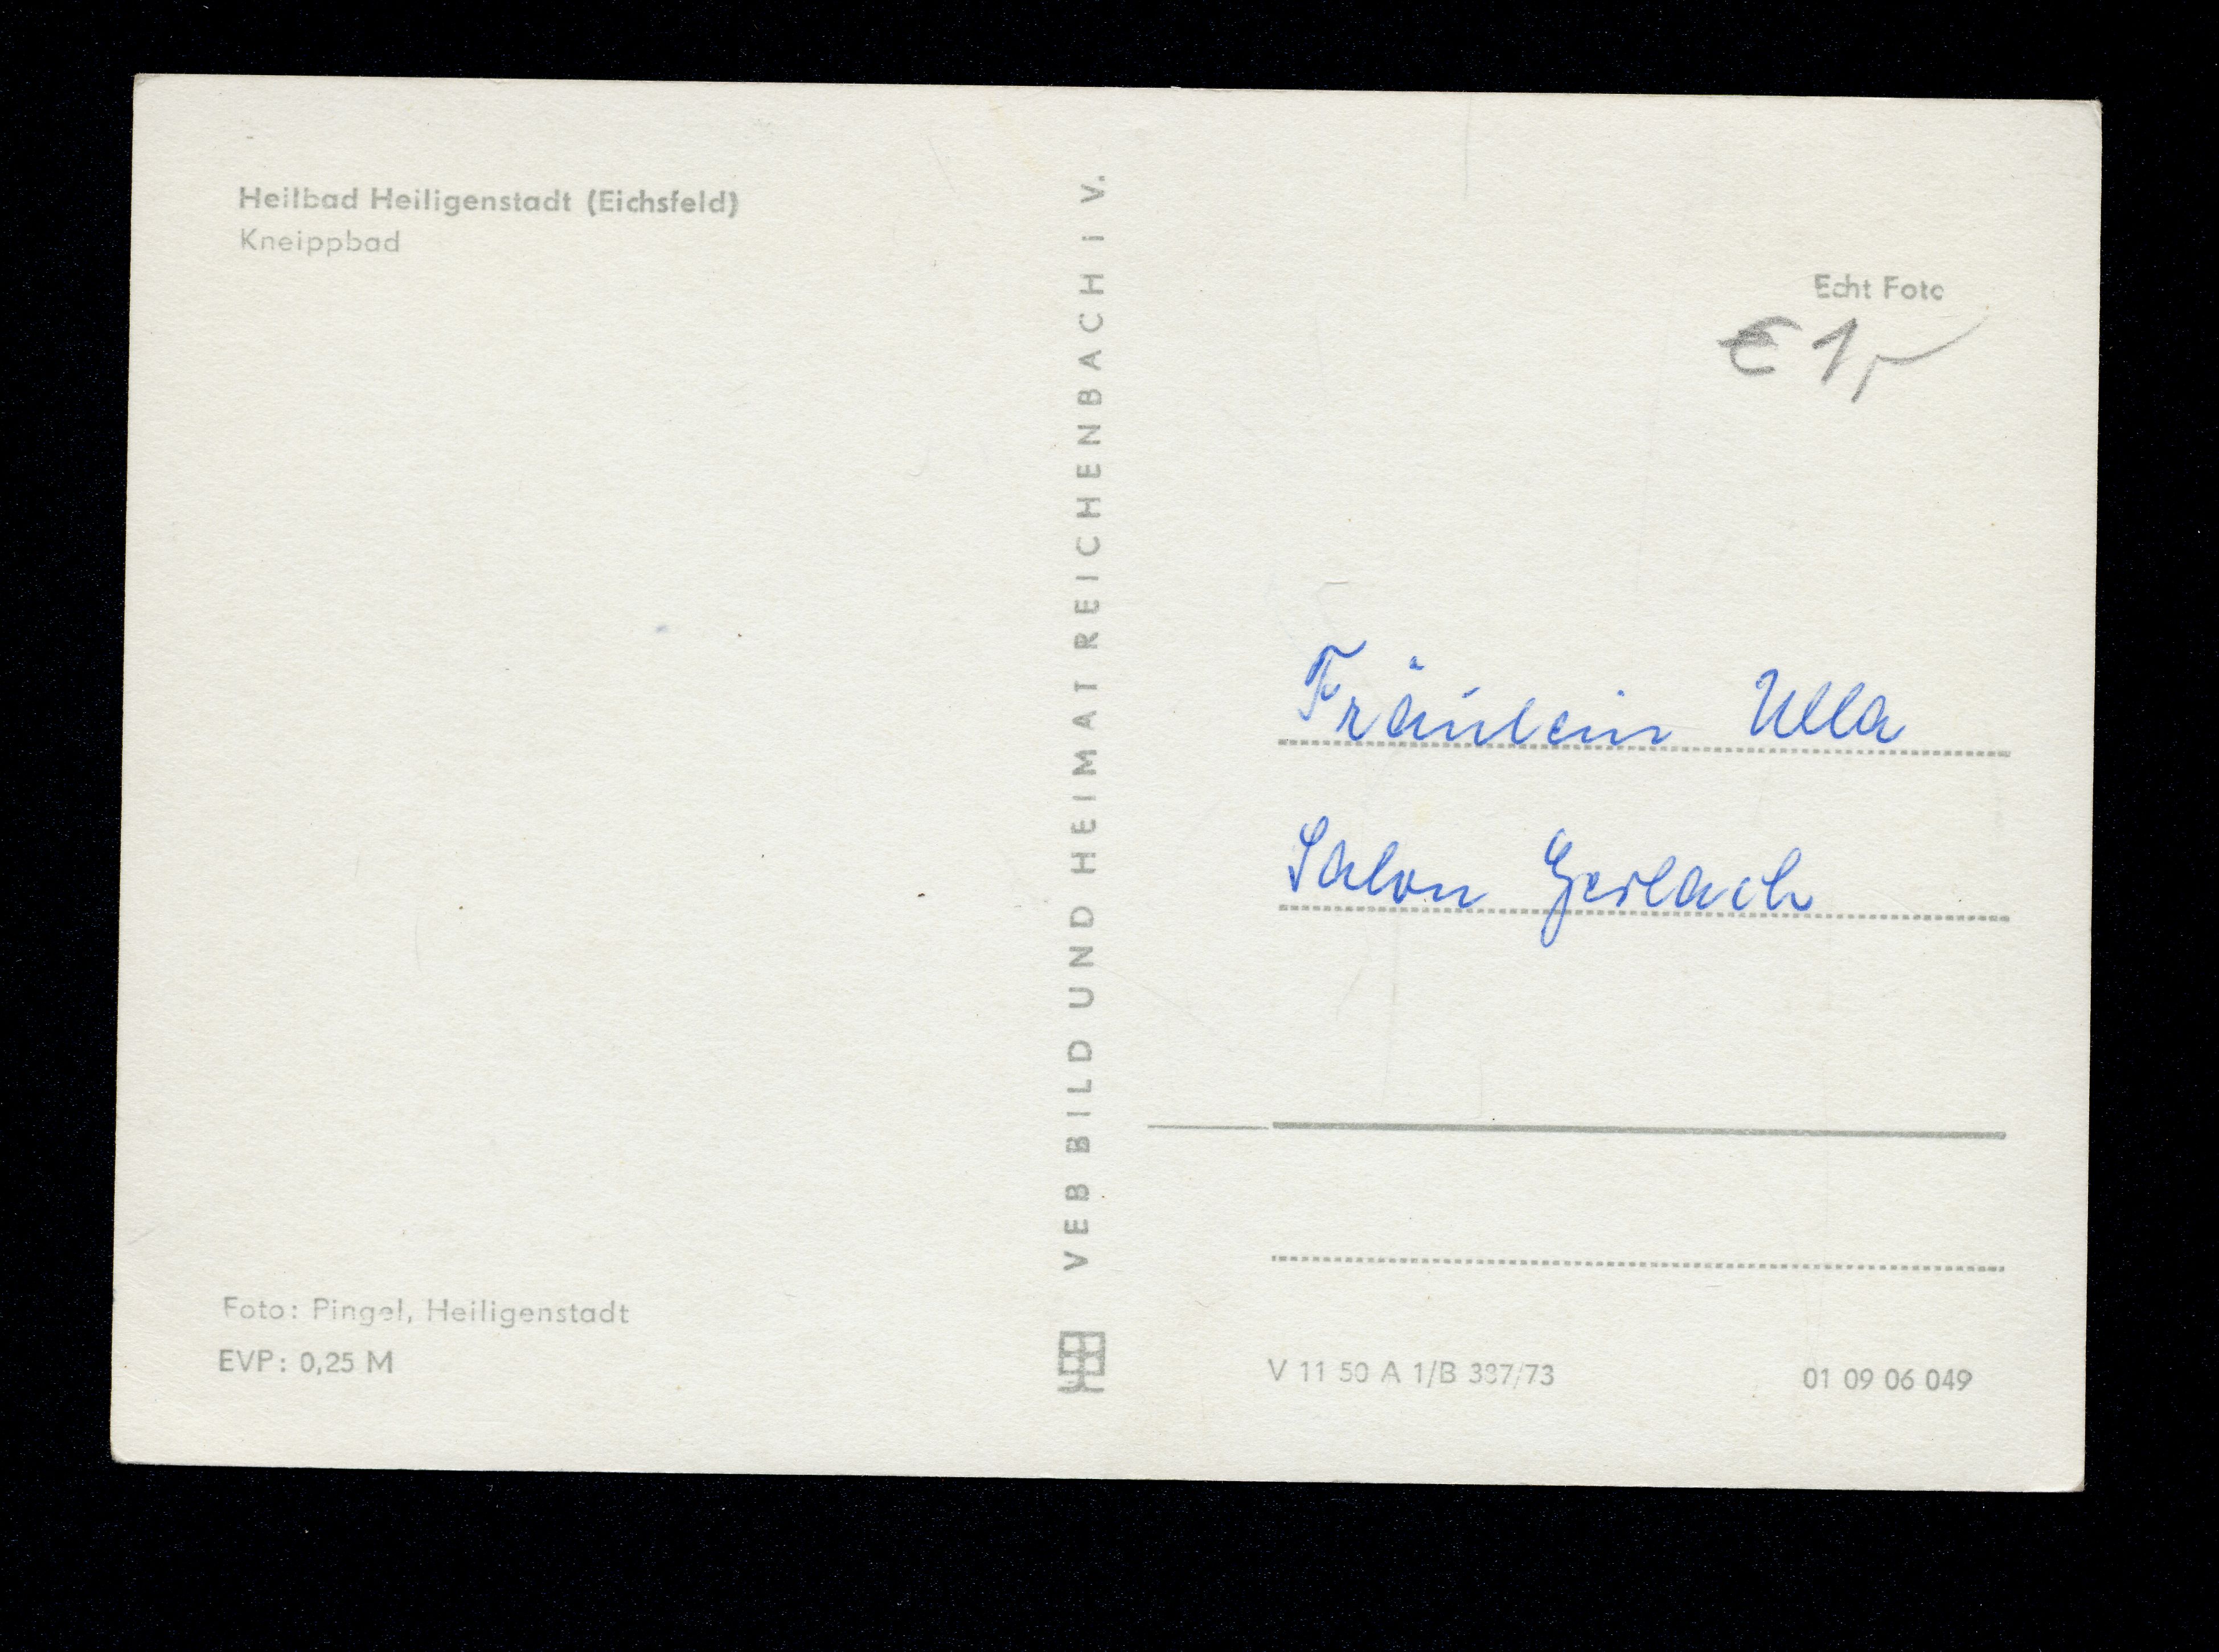 Heilbad Heiligenstadt (Eichsfeld)
Kneippbad
Foto: Pingel, Heiligenstadt
EVP: 0,25 M
VEB BILD UND HEIMAT REICHENBACH i V.
Echt Foto
€ 1,-
Fräulein Ulla
Salon Gerlach
V 11 50 A 1/B 387/73
01 09 06 049